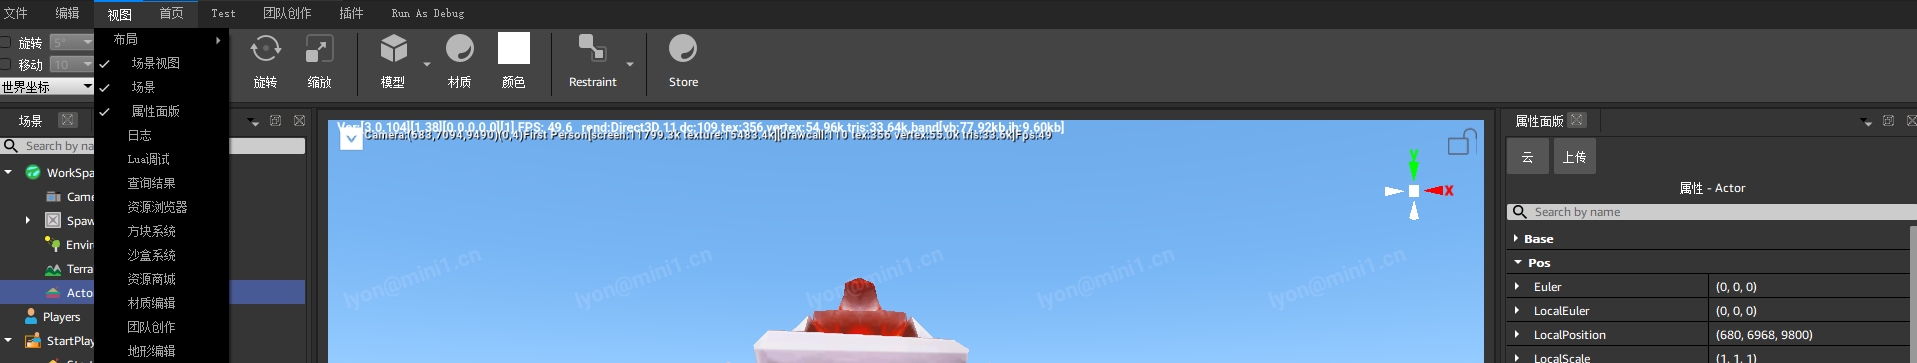 文件 编辑 视图 首页 Test 团队创作 插件 Run As Debug
旋转 5°
移动 10
世界坐标
旋转 缩放 模型 材质 颜色 Restraint Store
布局
场景视图
场景
属性面版
日志
Lua调试
查询结果
资源浏览器
方块系统
沙盒系统
资源商城
材质编辑
团队创作
地形编辑
场景
Search by na
WorkSpa
Came
Spaw
Enviro
Terra
Acto
Players
StartPlay
Ver:[3.0.104][1.38][0.0.0.0.0][1] FPS: 49.6 rend:Direct3D 11 dc:109,tex:356,vertex:54.96k,tris:33.64k,band[vb:77.92kb,ib:9.60kb]
Camera:(683,7094,9490)(0,4)First Person|screen:11799.3k texture:15483.4k||drawcall:110 tex:356 vertex:55.0k tris:33.8k|Fps:49
Y
X
lyon@mini1.cn lyon@mini1.cn lyon@mini1.cn lyon@mini1.cn
属性面版
云 上传
属性 - Actor
Search by name
Base
Pos
Euler (0, 0, 0)
LocalEuler (0, 0, 0)
LocalPosition (680, 6968, 9800)
LocalScale (1, 1, 1)